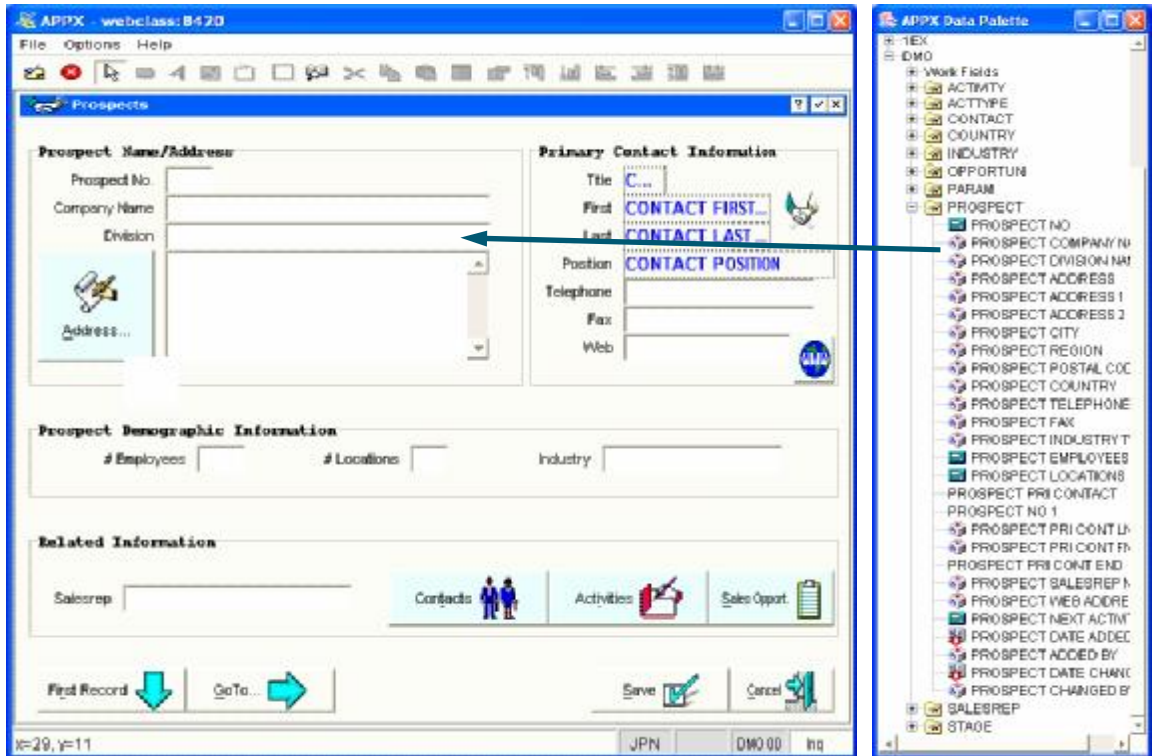 APPX - webclass:8420
File Options Help
Prospects
Prospect Name/Address
Prospect No.
Company Name
Division
Address...
Primary Contact Information
Title C...
First CONTACT FIRST...
Last CONTACT LAST ...
Position CONTACT POSITION
Telephone
Fax
Web
Prospect Demographic Information
# Employees # Locations Industry
Related Information
Salesrep Contacts Activities Sales Opport.
First Record GoTo... Save Cancel
x=29, y=11 JPN DMO 00 Inq
APPX Data Palette
1EX
DMO
Work Fields
ACTIVITY
ACTTYPE
CONTACT
COUNTRY
INDUSTRY
OPPORTUNI
PARAM
PROSPECT
PROSPECT NO
PROSPECT COMPANY NA
PROSPECT DIVISION NAM
PROSPECT ADDRESS
PROSPECT ADDRESS 1
PROSPECT ADDRESS 2
PROSPECT CITY
PROSPECT REGION
PROSPECT POSTAL COD
PROSPECT COUNTRY
PROSPECT TELEPHONE
PROSPECT FAX
PROSPECT INDUSTRY T
PROSPECT EMPLOYEES
PROSPECT LOCATIONS
PROSPECT PRI CONTACT
PROSPECT NO 1
PROSPECT PRI CONT LN
PROSPECT PRI CONT FN
PROSPECT PRI CONT END
PROSPECT SALESREP N
PROSPECT WEB ADDRE
PROSPECT NEXT ACTIV
PROSPECT DATE ADDED
PROSPECT ADDED BY
PROSPECT DATE CHANG
PROSPECT CHANGED B
SALESREP
STAGE